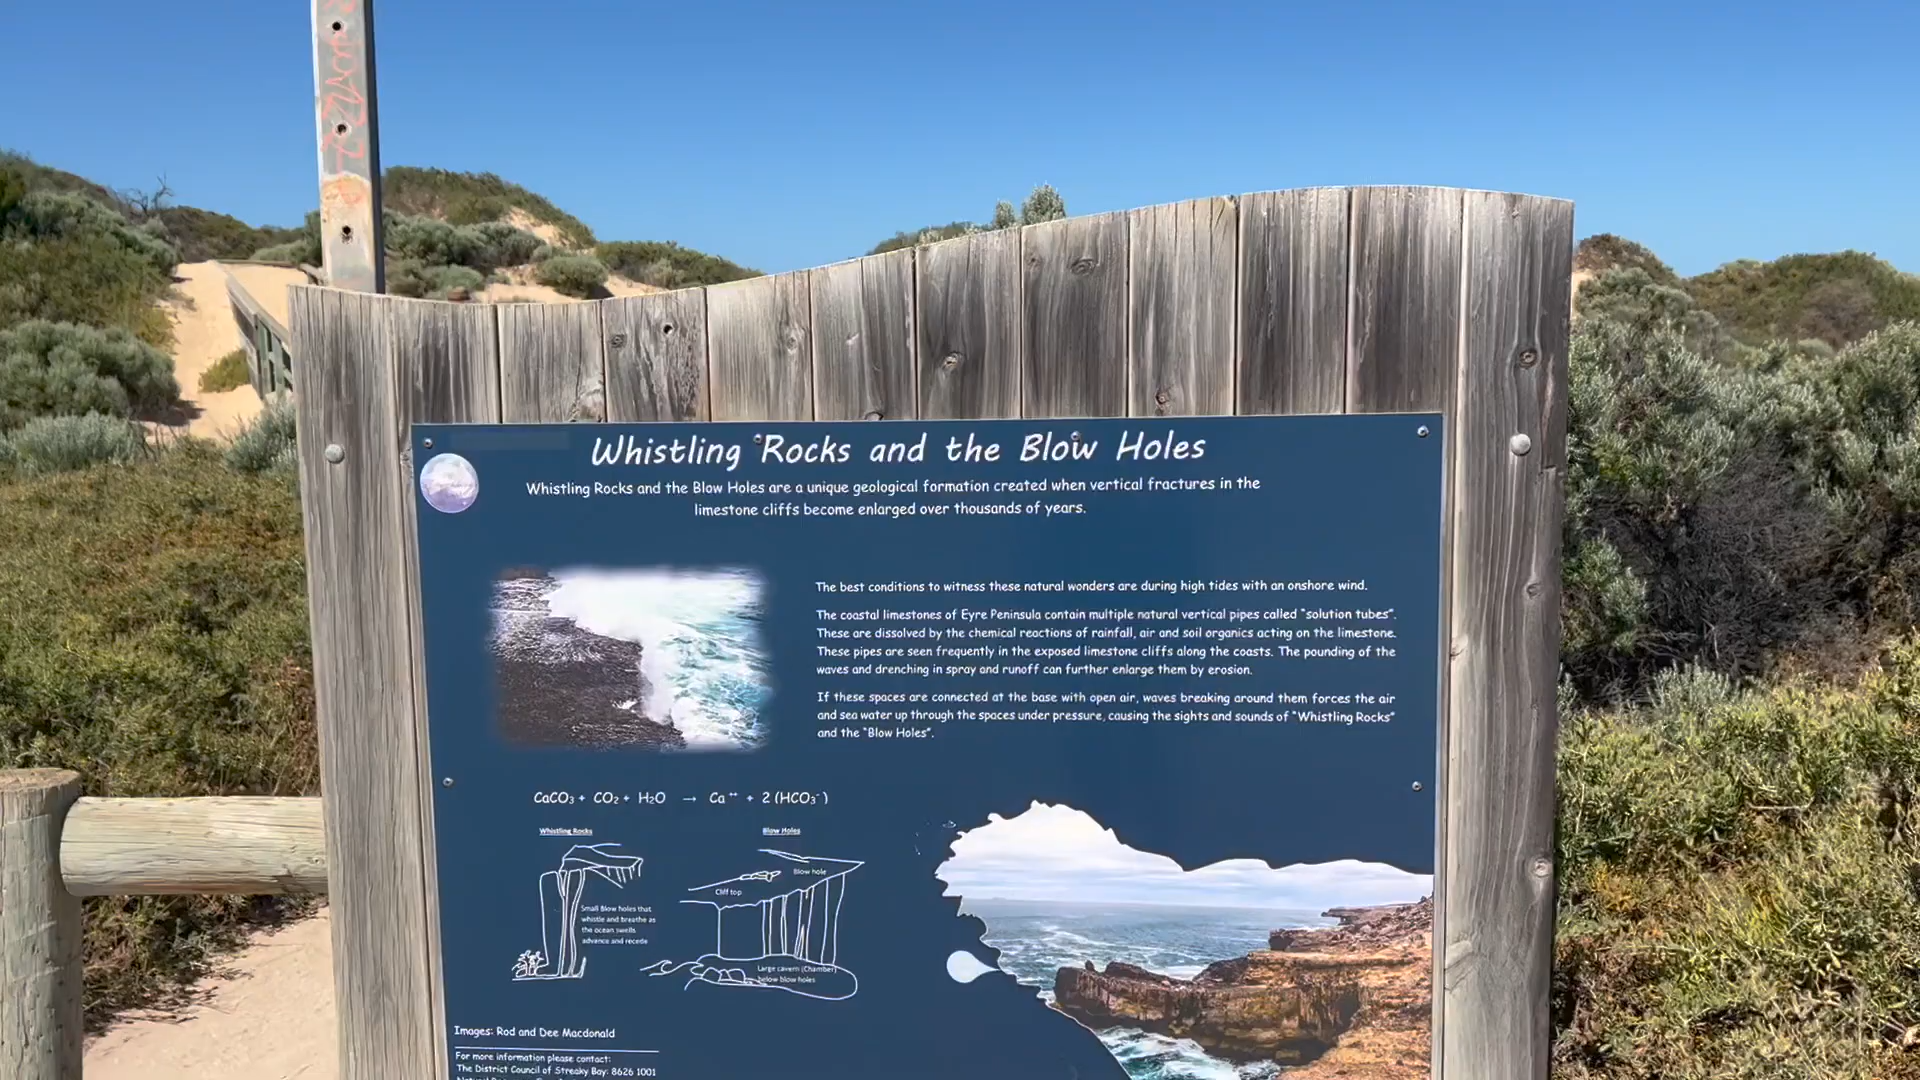 Whistling Rocks and the Blow Holes
Whistling Rocks and the Blow Holes are a unique geological formation created when vertical fractures in the
limestone cliffs become enlarged over thousands of years.
The best conditions to witness these natural wonders are during high tides with an onshore wind.
The coastal limestones of Eyre Peninsula contain multiple natural vertical pipes called "solution tubes".
These are dissolved by the chemical reactions of rainfall, air and soil organics acting on the limestone.
These pipes are seen frequently in the exposed limestone cliffs along the coasts. The pounding of the
waves and drenching in spray and runoff can further enlarge them by erosion.
If these spaces are connected at the base with open air, waves breaking around them forces the air
and sea water up through the spaces under pressure, causing the sights and sounds of "Whistling Rocks"
and the "Blow Holes".
CaCO₃ + CO₂ + H₂O → Ca⁺⁺ + 2 (HCO₃⁻)
Whistling Rocks
Small Blow holes that
whistle and breathe as
the ocean swells
advance and recede
Blow Holes
Blow hole
Cliff top
Large cavern (Chamber)
below blow holes
Images: Rod and Dee Macdonald
For more information please contact:
The District Council of Streaky Bay: 8626 1001